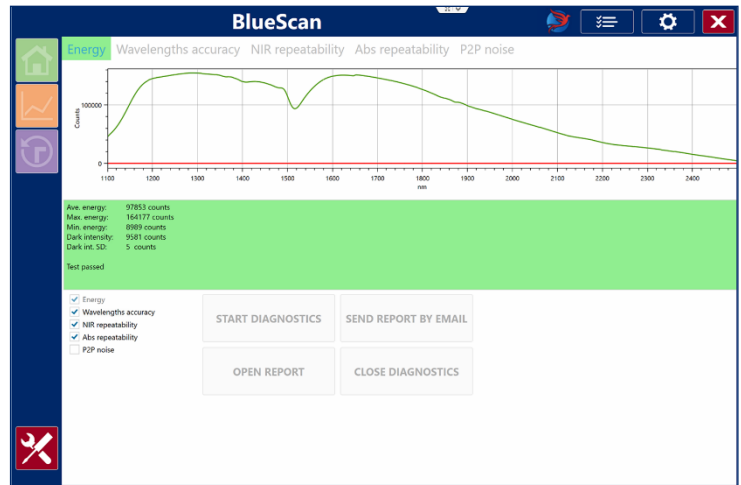 BlueScan
Energy Wavelengths accuracy NIR repeatability Abs repeatability P2P noise
100000
Counts
0
1100 1200 1300 1400 1500 1600 1700 1800 1900 2000 2100 2200 2300 2400
nm
Ave. energy: 97853 counts
Max. energy: 164177 counts
Min. energy: 8989 counts
Dark intensity: 9581 counts
Dark int. SD: 5 counts
Test passed
Energy
Wavelengths accuracy
NIR repeatability
Abs repeatability
P2P noise
START DIAGNOSTICS SEND REPORT BY EMAIL
OPEN REPORT CLOSE DIAGNOSTICS